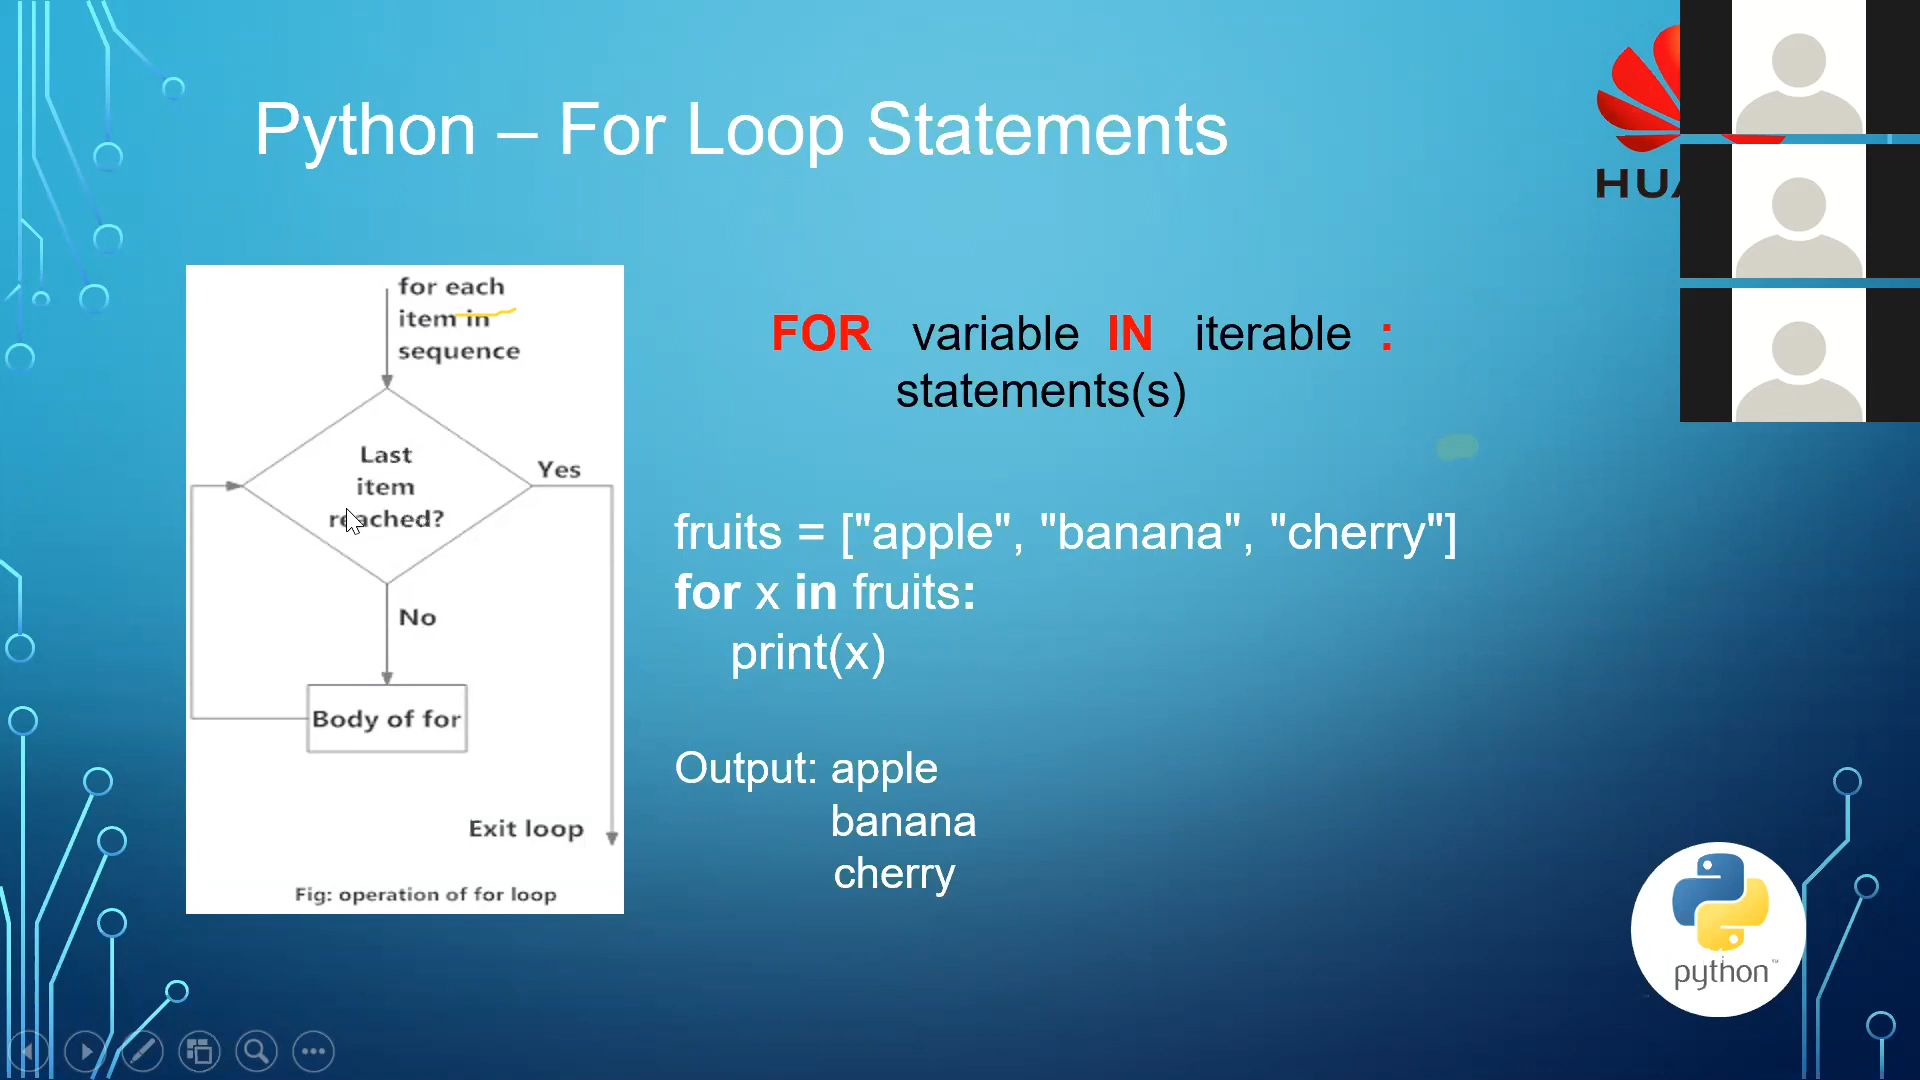 Python – For Loop Statements
for each
item in
sequence
Last
item
reached?
Yes
No
Body of for
Exit loop
Fig: operation of for loop
FOR variable IN iterable :
statements(s)
fruits = ["apple", "banana", "cherry"]
for x in fruits:
print(x)
Output: apple
banana
cherry
python™